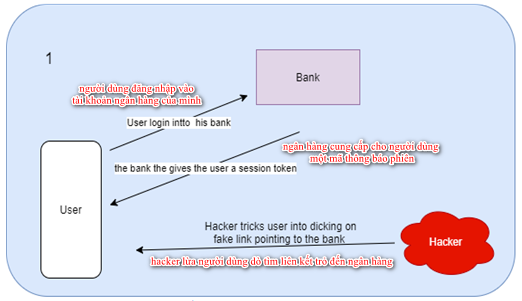 1
người dùng đăng nhập vào
tài khoản ngân hàng của mình
Bank
User login intto his bank
ngân hàng cung cấp cho người dùng
một mã thông báo phiên
the bank the gives the user a session token
User
Hacker tricks user into dicking on
fake link pointing to the bank
Hacker
hacker lừa người dùng dò tìm liên kết trỏ đến ngân hàng